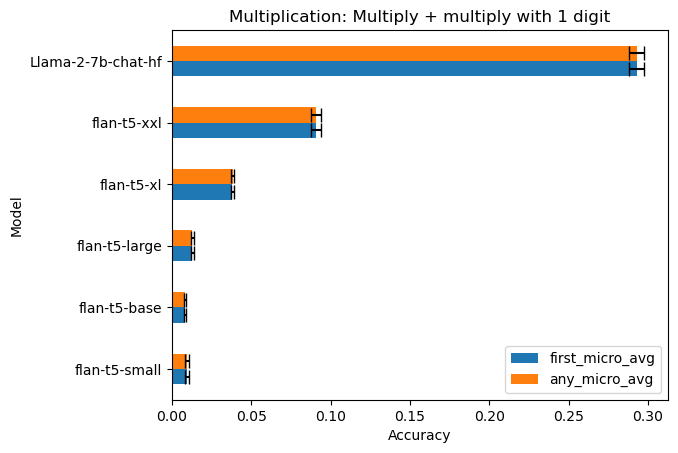 Multiplication: Multiply + multiply with 1 digit
Model
Llama-2-7b-chat-hf
flan-t5-xxl
flan-t5-xl
flan-t5-large
flan-t5-base
flan-t5-small
first_micro_avg
any_micro_avg
0.00 0.05 0.10 0.15 0.20 0.25 0.30
Accuracy